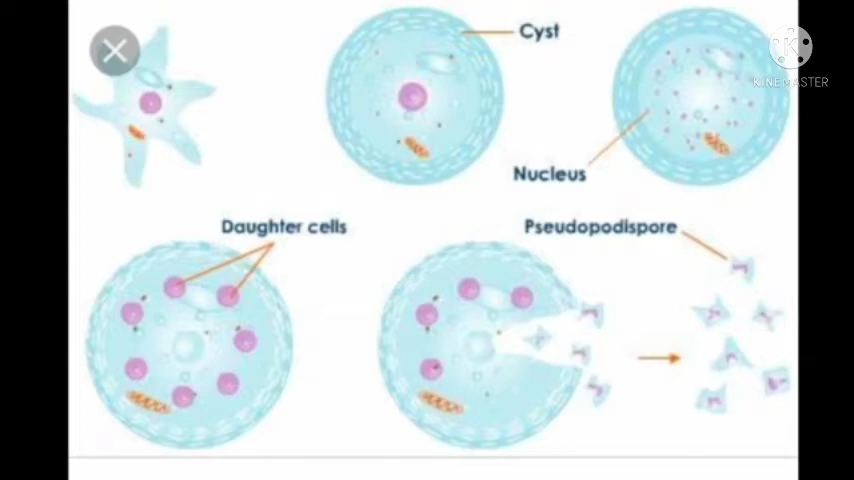 Cyst
KINEMASTER
Nucleus
Daughter cells
Pseudopodispore